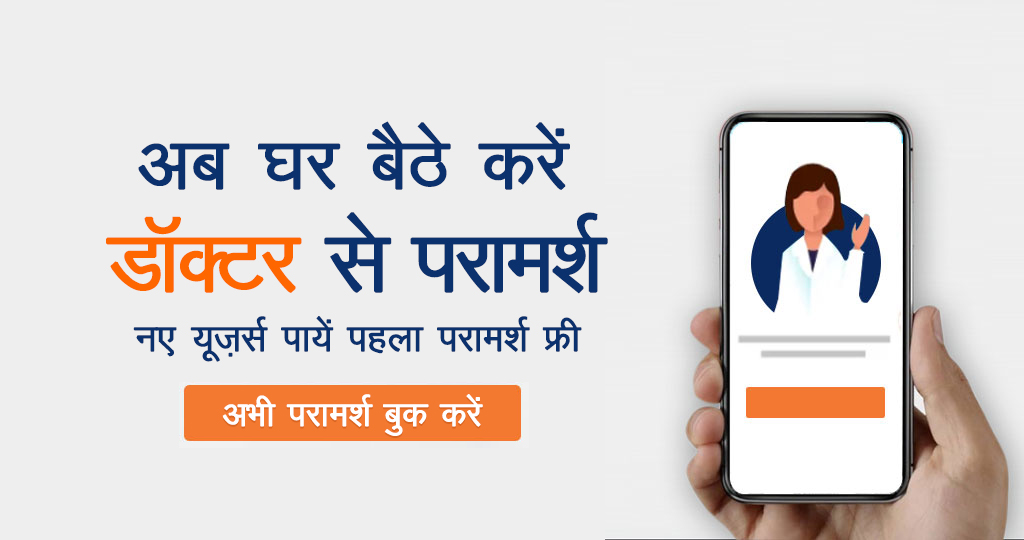 अब घर बैठे करें
डॉक्टर से परामर्श
नए यूज़र्स पायें पहला परामर्श फ्री
अभी परामर्श बुक करें